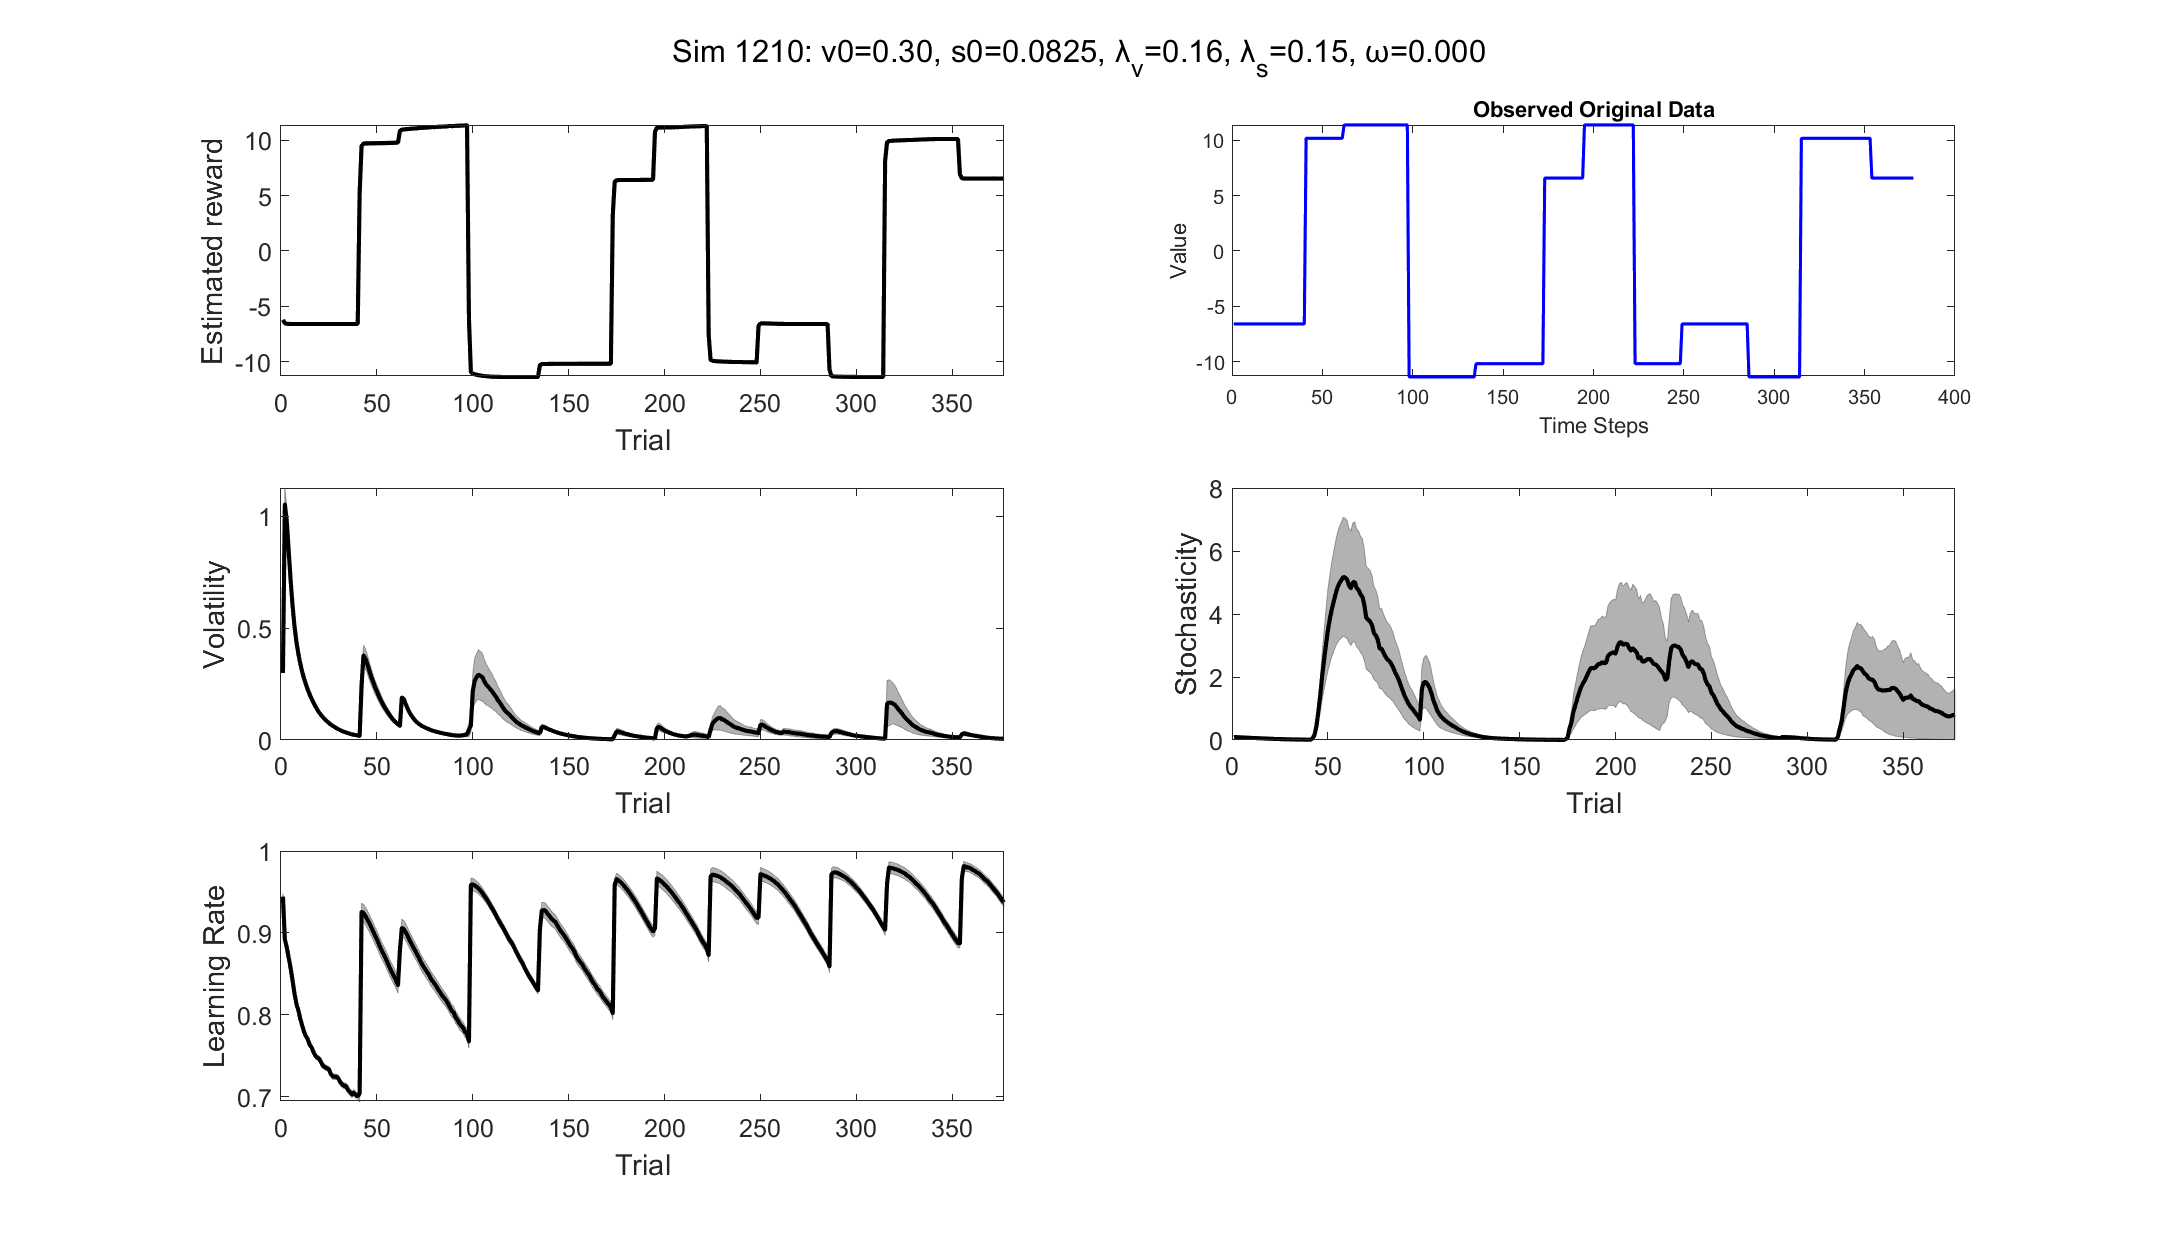 Sim 1210: v0=0.30, s0=0.0825, λv=0.16, λs=0.15, ω=0.000
Estimated reward
10
5
0
-5
-10
0 50 100 150 200 250 300 350
Trial
Observed Original Data
Value
10
5
0
-5
-10
0 50 100 150 200 250 300 350 400
Time Steps
Volatility
1
0.5
0
0 50 100 150 200 250 300 350
Trial
Stochasticity
8
6
4
2
0
0 50 100 150 200 250 300 350
Trial
Learning Rate
1
0.9
0.8
0.7
0 50 100 150 200 250 300 350
Trial